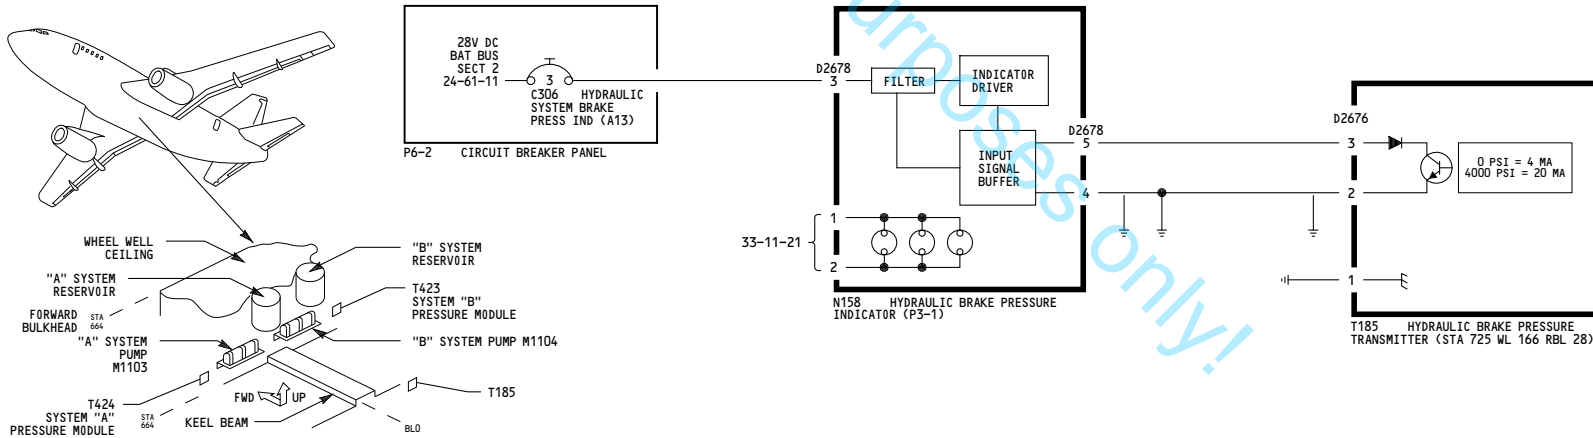 28V DC
BAT BUS
SECT 2
24-61-11
3
C306 HYDRAULIC
SYSTEM BRAKE
PRESS IND (A13)
P6-2 CIRCUIT BREAKER PANEL
D2678
3
FILTER
INDICATOR
DRIVER
INPUT
SIGNAL
BUFFER
D2678
5
4
33-11-21
1
2
N158 HYDRAULIC BRAKE PRESSURE
INDICATOR (P3-1)
D2676
3
2
1
0 PSI = 4 MA
4000 PSI = 20 MA
T185 HYDRAULIC BRAKE PRESSURE
TRANSMITTER (STA 725 WL 166 RBL 28)
WHEEL WELL
CEILING
"A" SYSTEM
RESERVOIR
FORWARD
BULKHEAD
STA
664
"A" SYSTEM
PUMP
M1103
T424
SYSTEM "A"
PRESSURE MODULE
STA
664
"B" SYSTEM
RESERVOIR
T423
SYSTEM "B"
PRESSURE MODULE
"B" SYSTEM PUMP M1104
T185
FWD
UP
KEEL BEAM
BL0
urposes only!